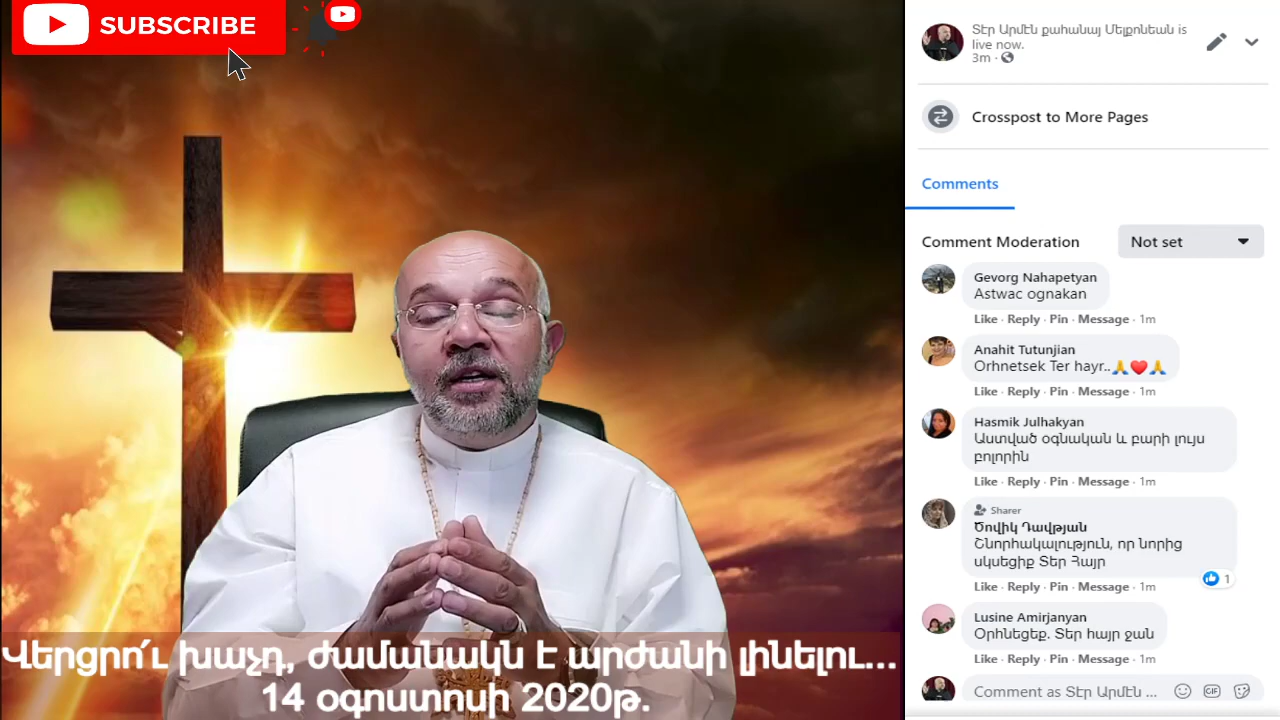 SUBSCRIBE
Վերցրո՜ւ խաչդ, ժամանակն է արժանի լինելու...
14 օգոստոսի 2020թ.
Տէր Արմէն քահանայ Մելքոնեան is
live now.
3m ·
Crosspost to More Pages
Comments
Comment Moderation
Not set
Gevorg Nahapetyan
Astwac ognakan
Like · Reply · Pin · Message · 1m
Anahit Tutunjian
Orhnetsek Ter hayr..🙏❤️🙏
Like · Reply · Pin · Message · 1m
Hasmik Julhakyan
Աստված օգնական և բարի լույս
բոլորին
Like · Reply · Pin · Message · 1m
Sharer
Ծովիկ Դավթյան
Շնորհակալություն, որ նորից
սկսեցիք Տեր Հայր
1
Like · Reply · Pin · Message · 1m
Lusine Amirjanyan
Օրհնեցեք. Տեր հայր ջան
Like · Reply · Pin · Message · 1m
Comment as Տէր Արմէն ...
GIF